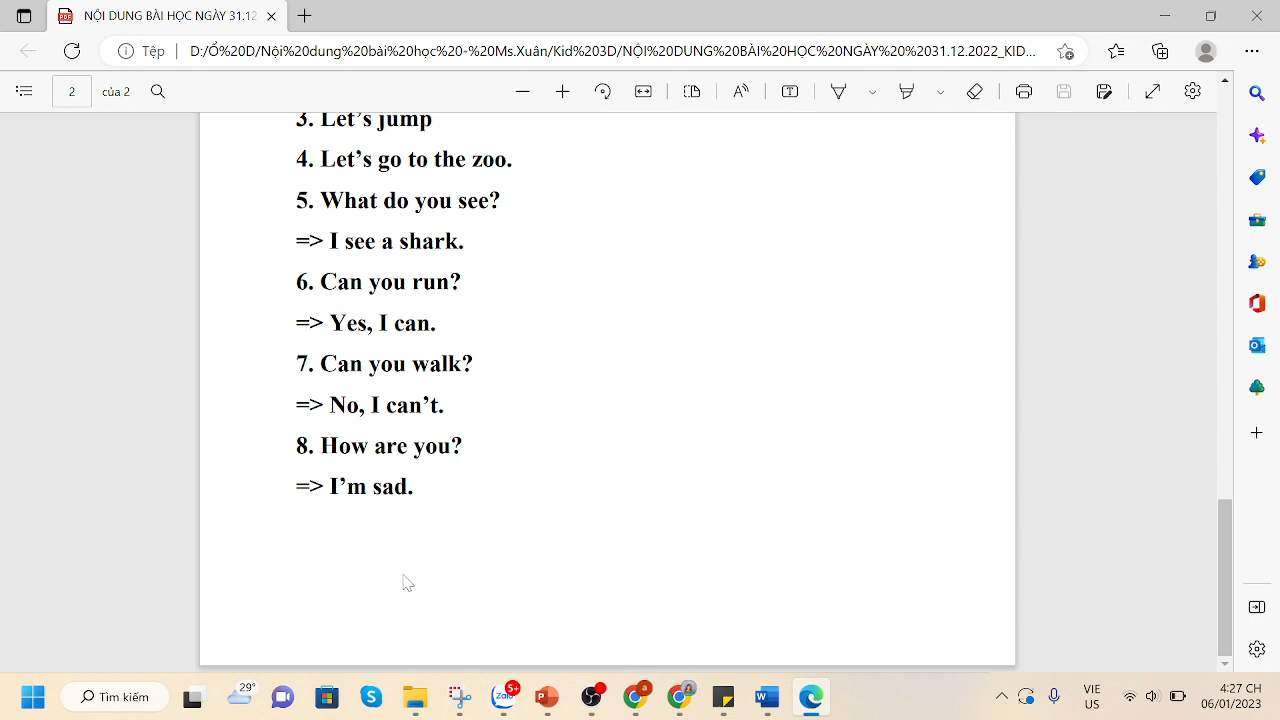 NỘI DUNG BÀI HỌC NGÀY 31.12
Tệp
D:/Ổ%20D/Nội%20dung%20bài%20học%20-%20Ms.Xuân/Kid%203D/NỘI%20DUNG%20BÀI%20HỌC%20NGÀY%20%2031.12.2022_KID...
2 của 2
3. Let's jump
4. Let’s go to the zoo.
5. What do you see?
=> I see a shark.
6. Can you run?
=> Yes, I can.
7. Can you walk?
=> No, I can’t.
8. How are you?
=> I’m sad.
29°
Tìm kiếm
Zalo
5+
VIE
US
4:27 CH
06/01/2023